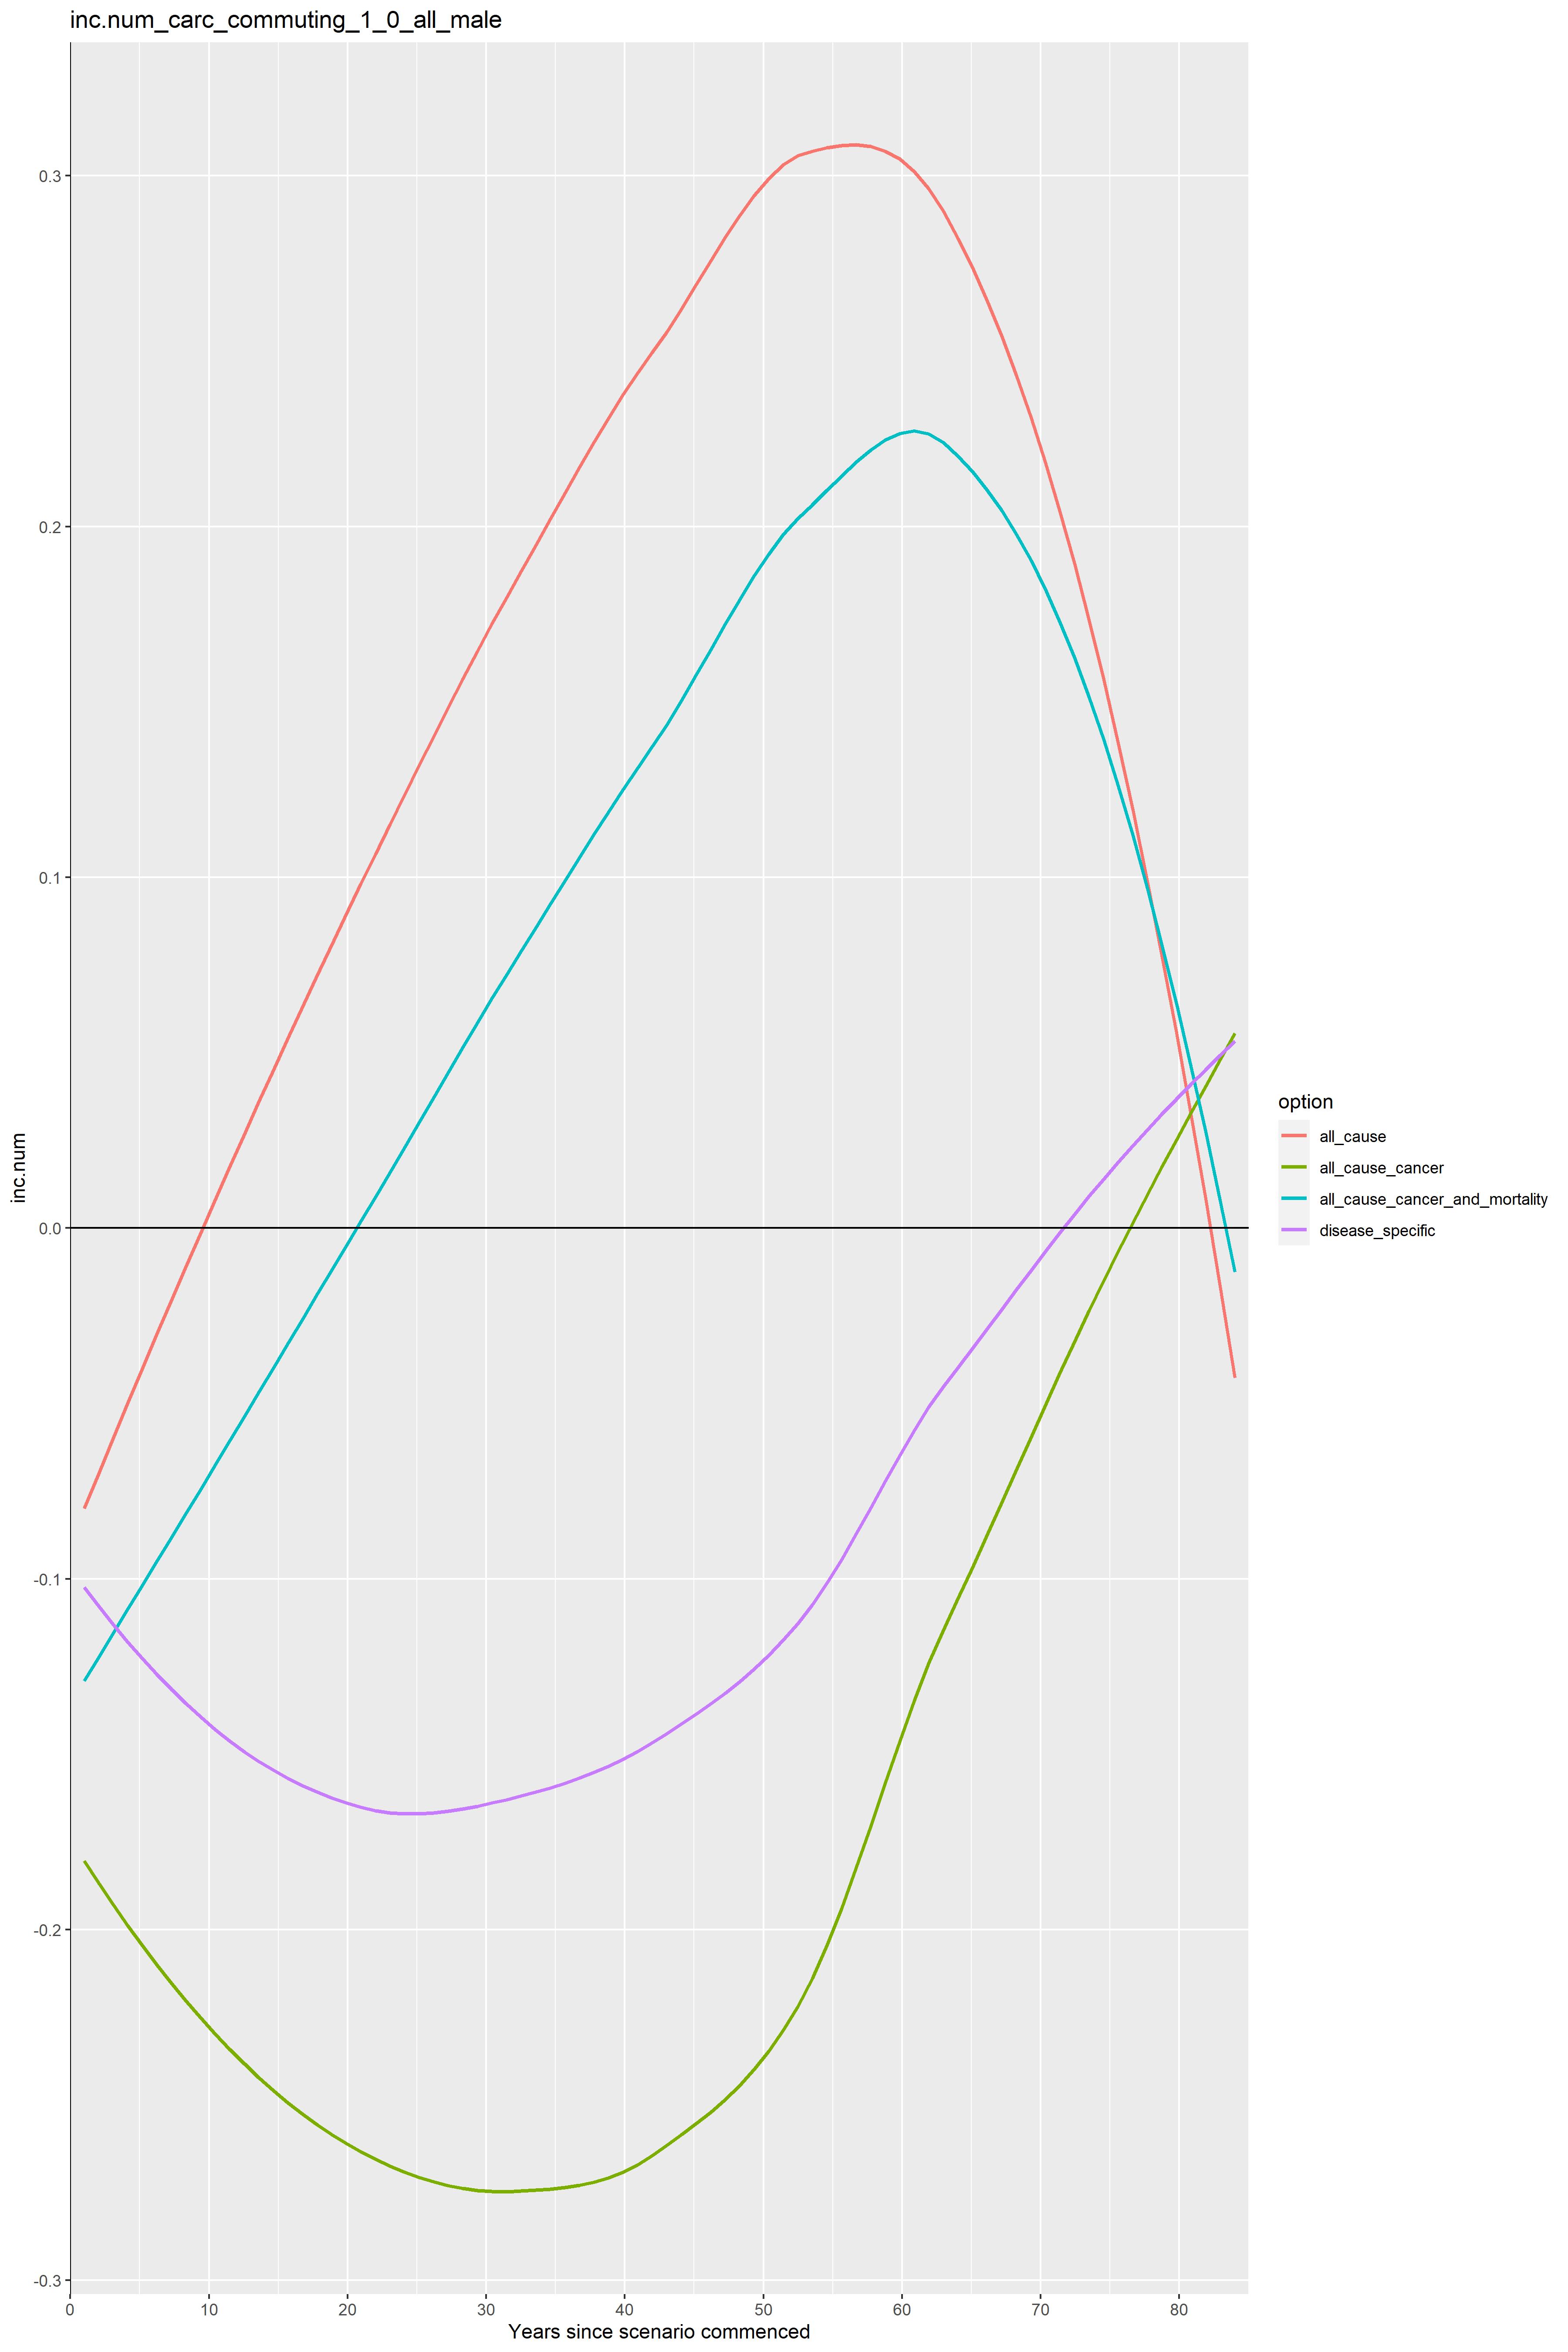 inc.num_carc_commuting_1_0_all_male
0.3
0.2
0.1
0.0
-0.1
-0.2
-0.3
inc.num
0 10 20 30 40 50 60 70 80
Years since scenario commenced
option
all_cause
all_cause_cancer
all_cause_cancer_and_mortality
disease_specific